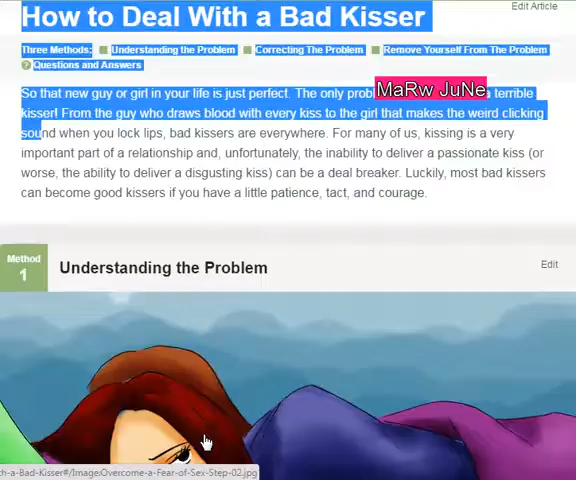 How to Deal With a Bad Kisser
Edit Article
Three Methods: Understanding the Problem Correcting The Problem Remove Yourself From The Problem
Questions and Answers
So that new guy or girl in your life is just perfect. The only prob MaRw JuNe terrible
kisser! From the guy who draws blood with every kiss to the girl that makes the weird clicking
sound when you lock lips, bad kissers are everywhere. For many of us, kissing is a very
important part of a relationship and, unfortunately, the inability to deliver a passionate kiss (or
worse, the ability to deliver a disgusting kiss) can be a deal breaker. Luckily, most bad kissers
can become good kissers if you have a little patience, tact, and courage.
Method
1
Understanding the Problem
Edit
th-a-Bad-Kisser#/Image:Overcome-a-Fear-of-Sex-Step-02.jpg